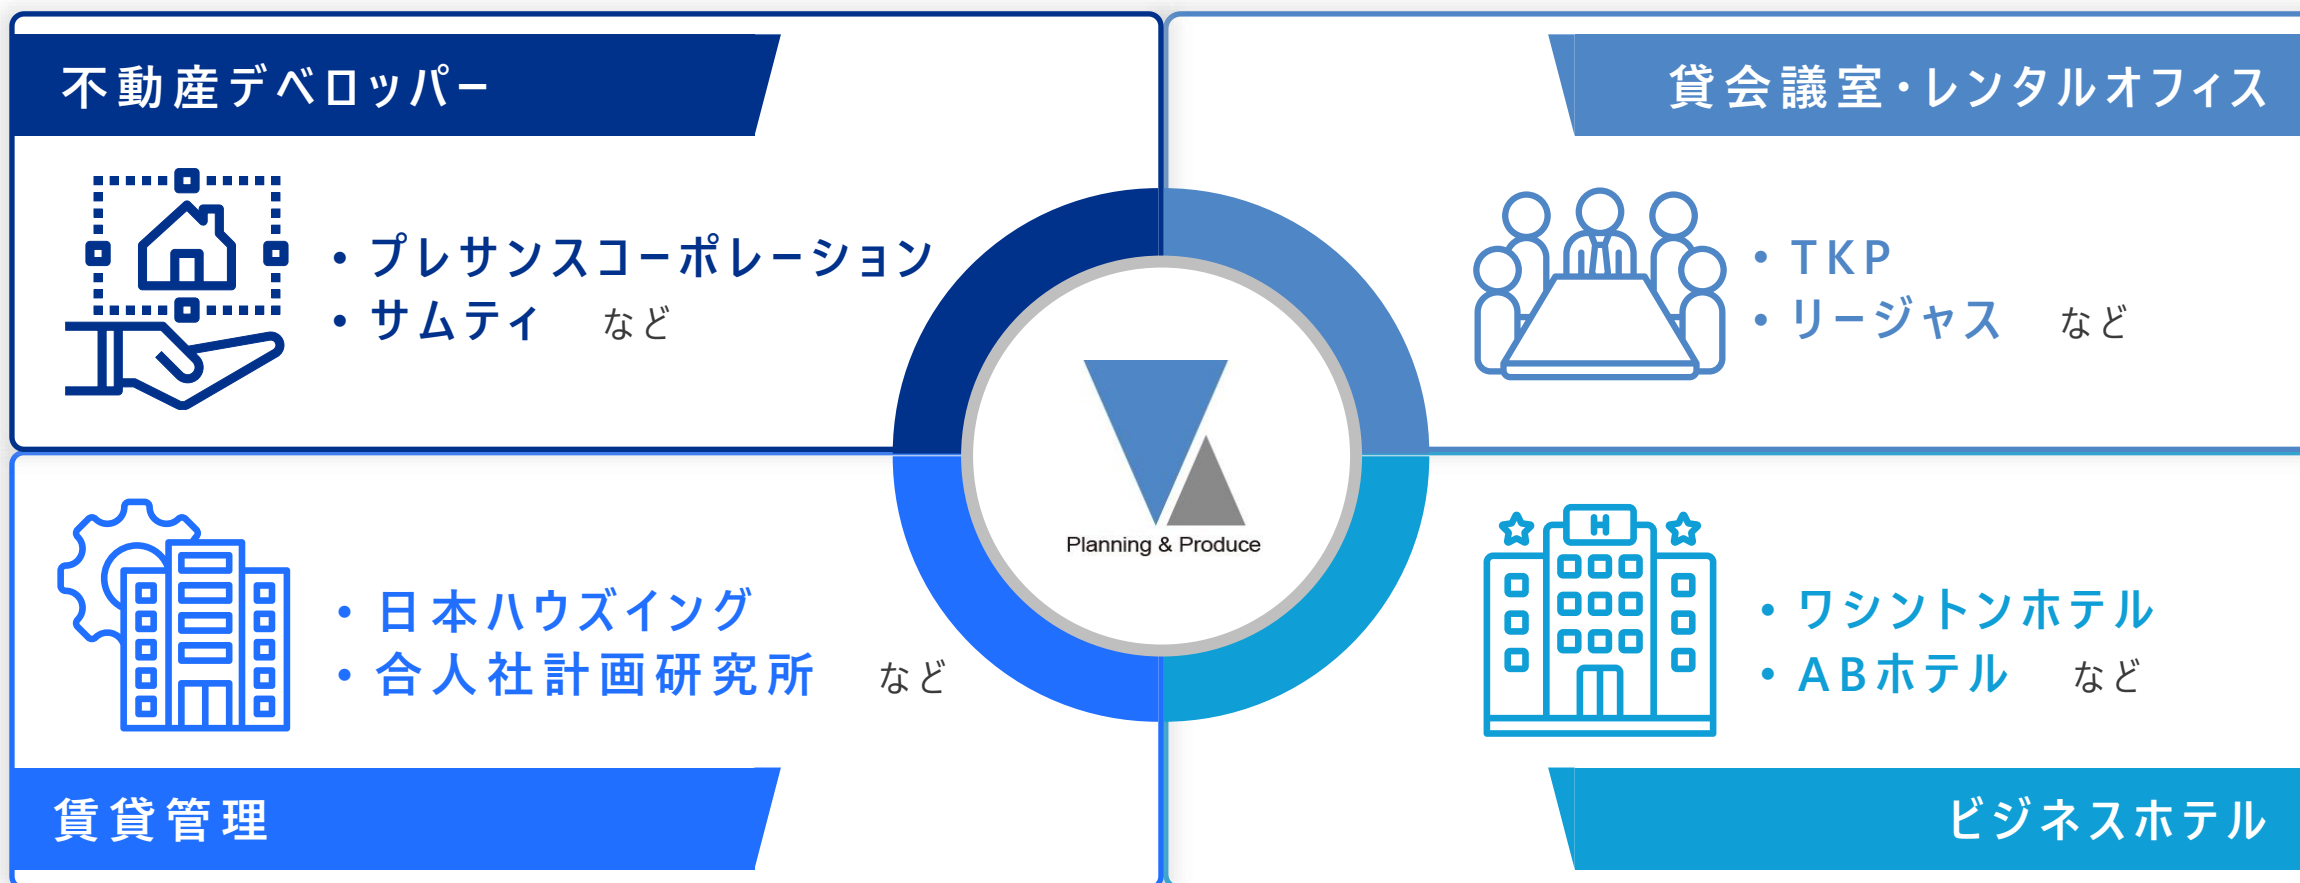 不動産デベロッパー
・プレサンスコーポレーション
・サムティ など
貸会議室・レンタルオフィス
・TKP
・リージャス など
Planning & Produce
・日本ハウズイング
・合人社計画研究所 など
賃貸管理
H
・ワシントンホテル
・ABホテル など
ビジネスホテル